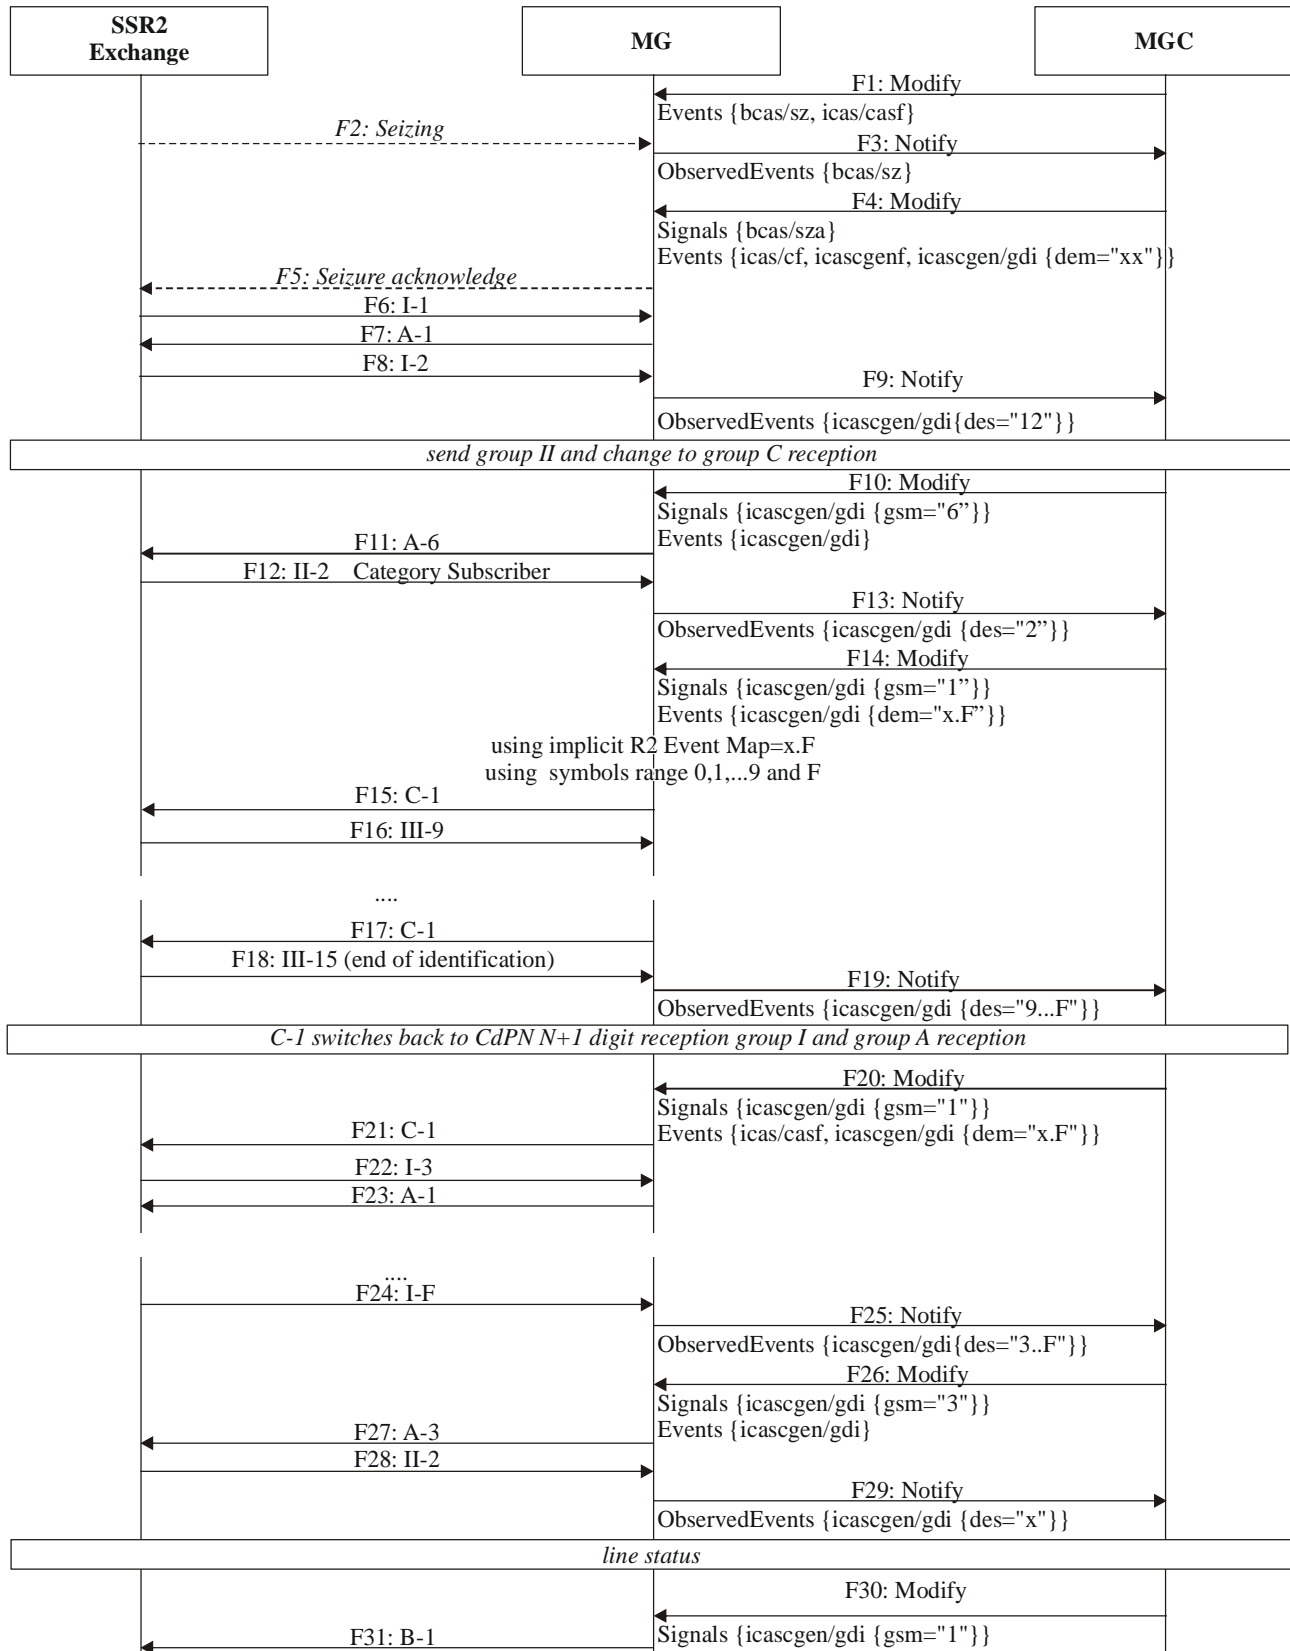 SSR2
Exchange
MG
MGC
F1: Modify
Events {bcas/sz, icas/casf}
F2: Seizing
F3: Notify
ObservedEvents {bcas/sz}
F4: Modify
Signals {bcas/sza}
Events {icas/cf, icascgenf, icascgen/gdi {dem="xx"}}
F5: Seizure acknowledge
F6: I-1
F7: A-1
F8: I-2
F9: Notify
ObservedEvents {icascgen/gdi{des="12"}}
send group II and change to group C reception
F10: Modify
Signals {icascgen/gdi {gsm="6”}}
Events {icascgen/gdi}
F11: A-6
F12: II-2 Category Subscriber
F13: Notify
ObservedEvents {icascgen/gdi {des="2”}}
F14: Modify
Signals {icascgen/gdi {gsm="1”}}
Events {icascgen/gdi {dem="x.F”}}
using implicit R2 Event Map=x.F
using symbols range 0,1,...9 and F
F15: C-1
F16: III-9
....
F17: C-1
F18: III-15 (end of identification)
F19: Notify
ObservedEvents {icascgen/gdi {des="9...F"}}
C-1 switches back to CdPN N+1 digit reception group I and group A reception
F20: Modify
Signals {icascgen/gdi {gsm="1"}}
Events {icas/casf, icascgen/gdi {dem="x.F"}}
F21: C-1
F22: I-3
F23: A-1
....
F24: I-F
F25: Notify
ObservedEvents {icascgen/gdi{des="3..F"}}
F26: Modify
Signals {icascgen/gdi {gsm="3"}}
Events {icascgen/gdi}
F27: A-3
F28: II-2
F29: Notify
ObservedEvents {icascgen/gdi {des="x"}}
line status
F30: Modify
Signals {icascgen/gdi {gsm="1"}}
F31: B-1